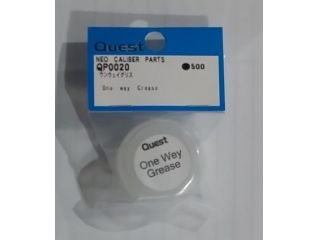 Quest
NEO CALIBER PARTS
QP0020
●500
ワンウェイグリス
One way Grease
Quest
One Wey
Grease